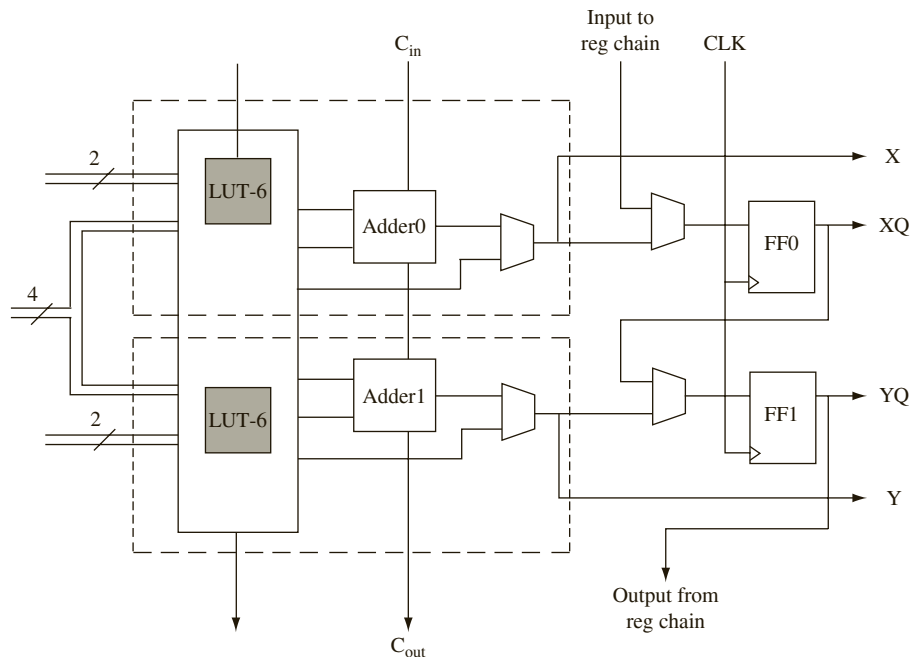 Input to
reg chain
C_in
CLK
2
LUT-6
Adder0
X
XQ
FF0
4
Adder1
LUT-6
2
YQ
FF1
Y
Output from
reg chain
C_out